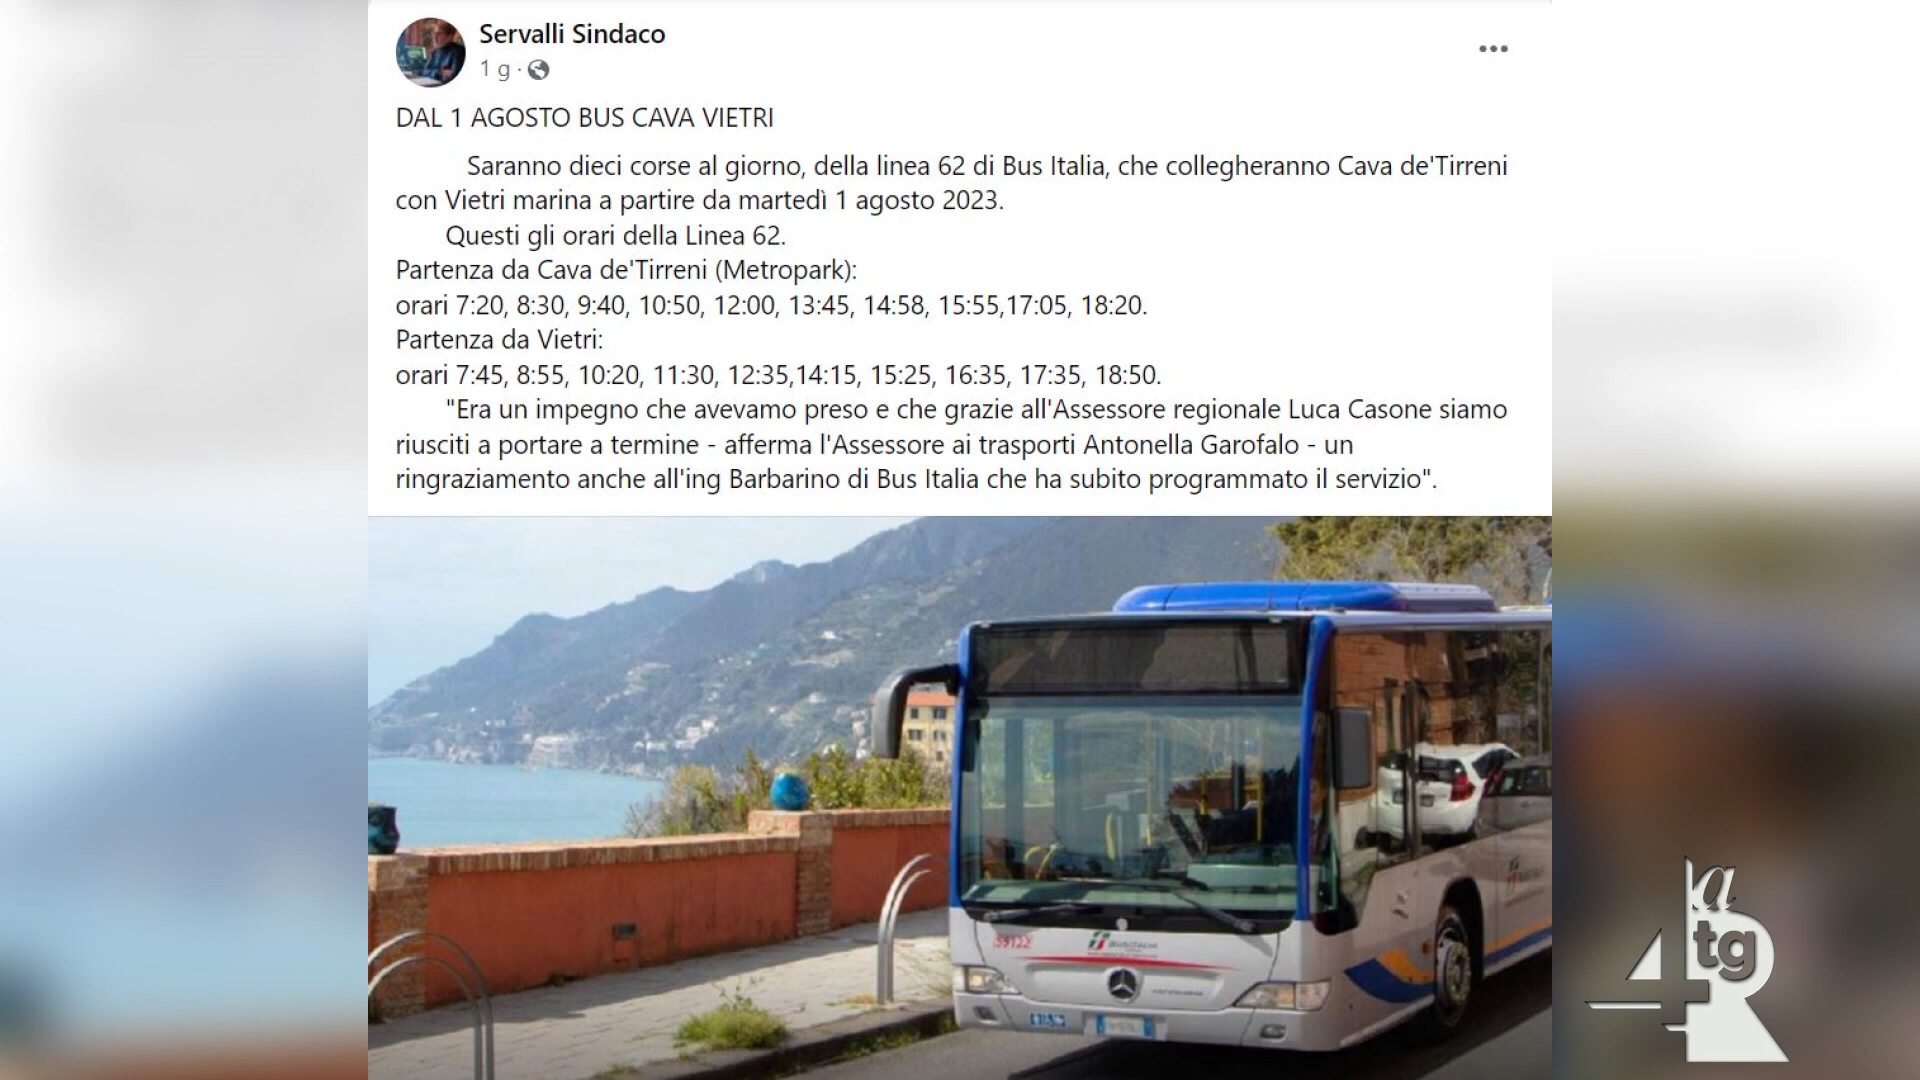 Servalli Sindaco
1 g ·
DAL 1 AGOSTO BUS CAVA VIETRI
Saranno dieci corse al giorno, della linea 62 di Bus Italia, che collegheranno Cava de'Tirreni
con Vietri marina a partire da martedì 1 agosto 2023.
Questi gli orari della Linea 62.
Partenza da Cava de'Tirreni (Metropark):
orari 7:20, 8:30, 9:40, 10:50, 12:00, 13:45, 14:58, 15:55,17:05, 18:20.
Partenza da Vietri:
orari 7:45, 8:55, 10:20, 11:30, 12:35,14:15, 15:25, 16:35, 17:35, 18:50.
"Era un impegno che avevamo preso e che grazie all'Assessore regionale Luca Casone siamo
riusciti a portare a termine - afferma l'Assessore ai trasporti Antonella Garofalo - un
ringraziamento anche all'ing Barbarino di Bus Italia che ha subito programmato il servizio".
BUSITALIA
la
tg
4R